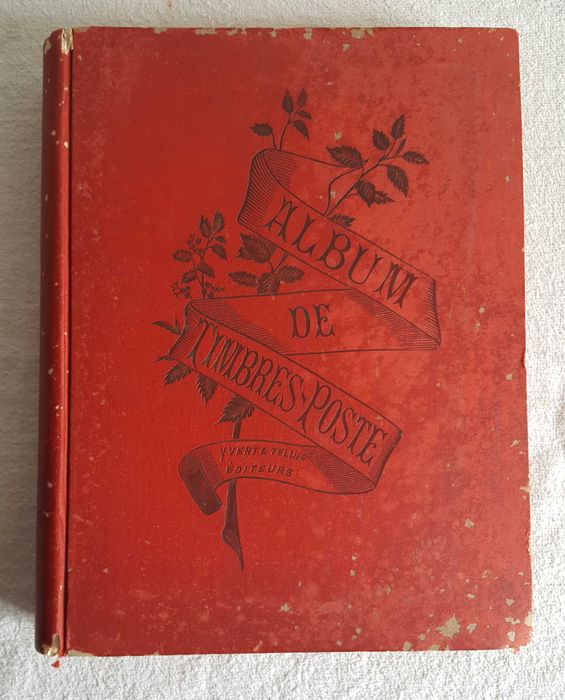 ALBUM
DE
TIMBRES-POSTE
YVERT & TELLIER
ÉDITEURS